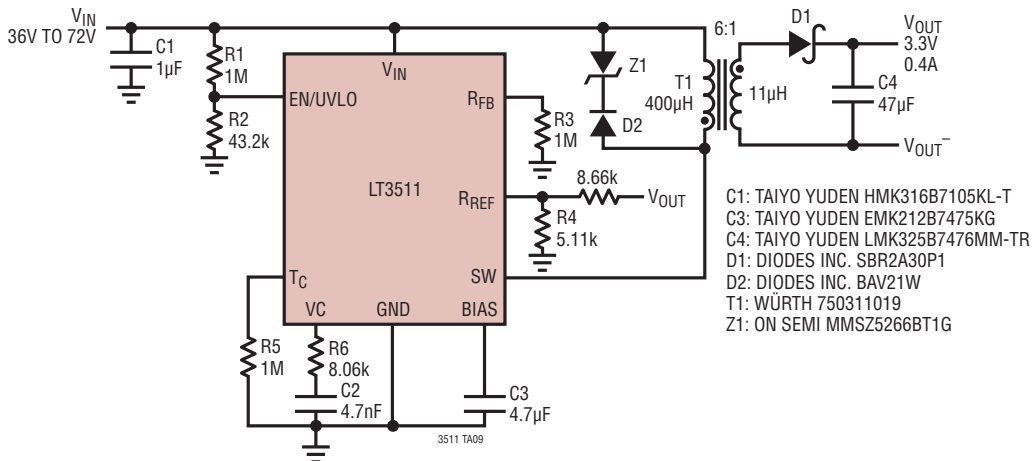 VIN
36V TO 72V
C1
1µF
R1
1M
R2
43.2k
VIN
EN/UVLO
RFB
LT3511
RREF
SW
TC
VC
GND
BIAS
R3
1M
8.66k
VOUT
R4
5.11k
R5
1M
R6
8.06k
C2
4.7nF
C3
4.7µF
3511 TA09
Z1
D2
6:1
T1
400µH
11µH
D1
VOUT
3.3V
0.4A
C4
47µF
VOUT–
C1: TAIYO YUDEN HMK316B7105KL-T
C3: TAIYO YUDEN EMK212B7475KG
C4: TAIYO YUDEN LMK325B7476MM-TR
D1: DIODES INC. SBR2A30P1
D2: DIODES INC. BAV21W
T1: WÜRTH 750311019
Z1: ON SEMI MMSZ5266BT1G